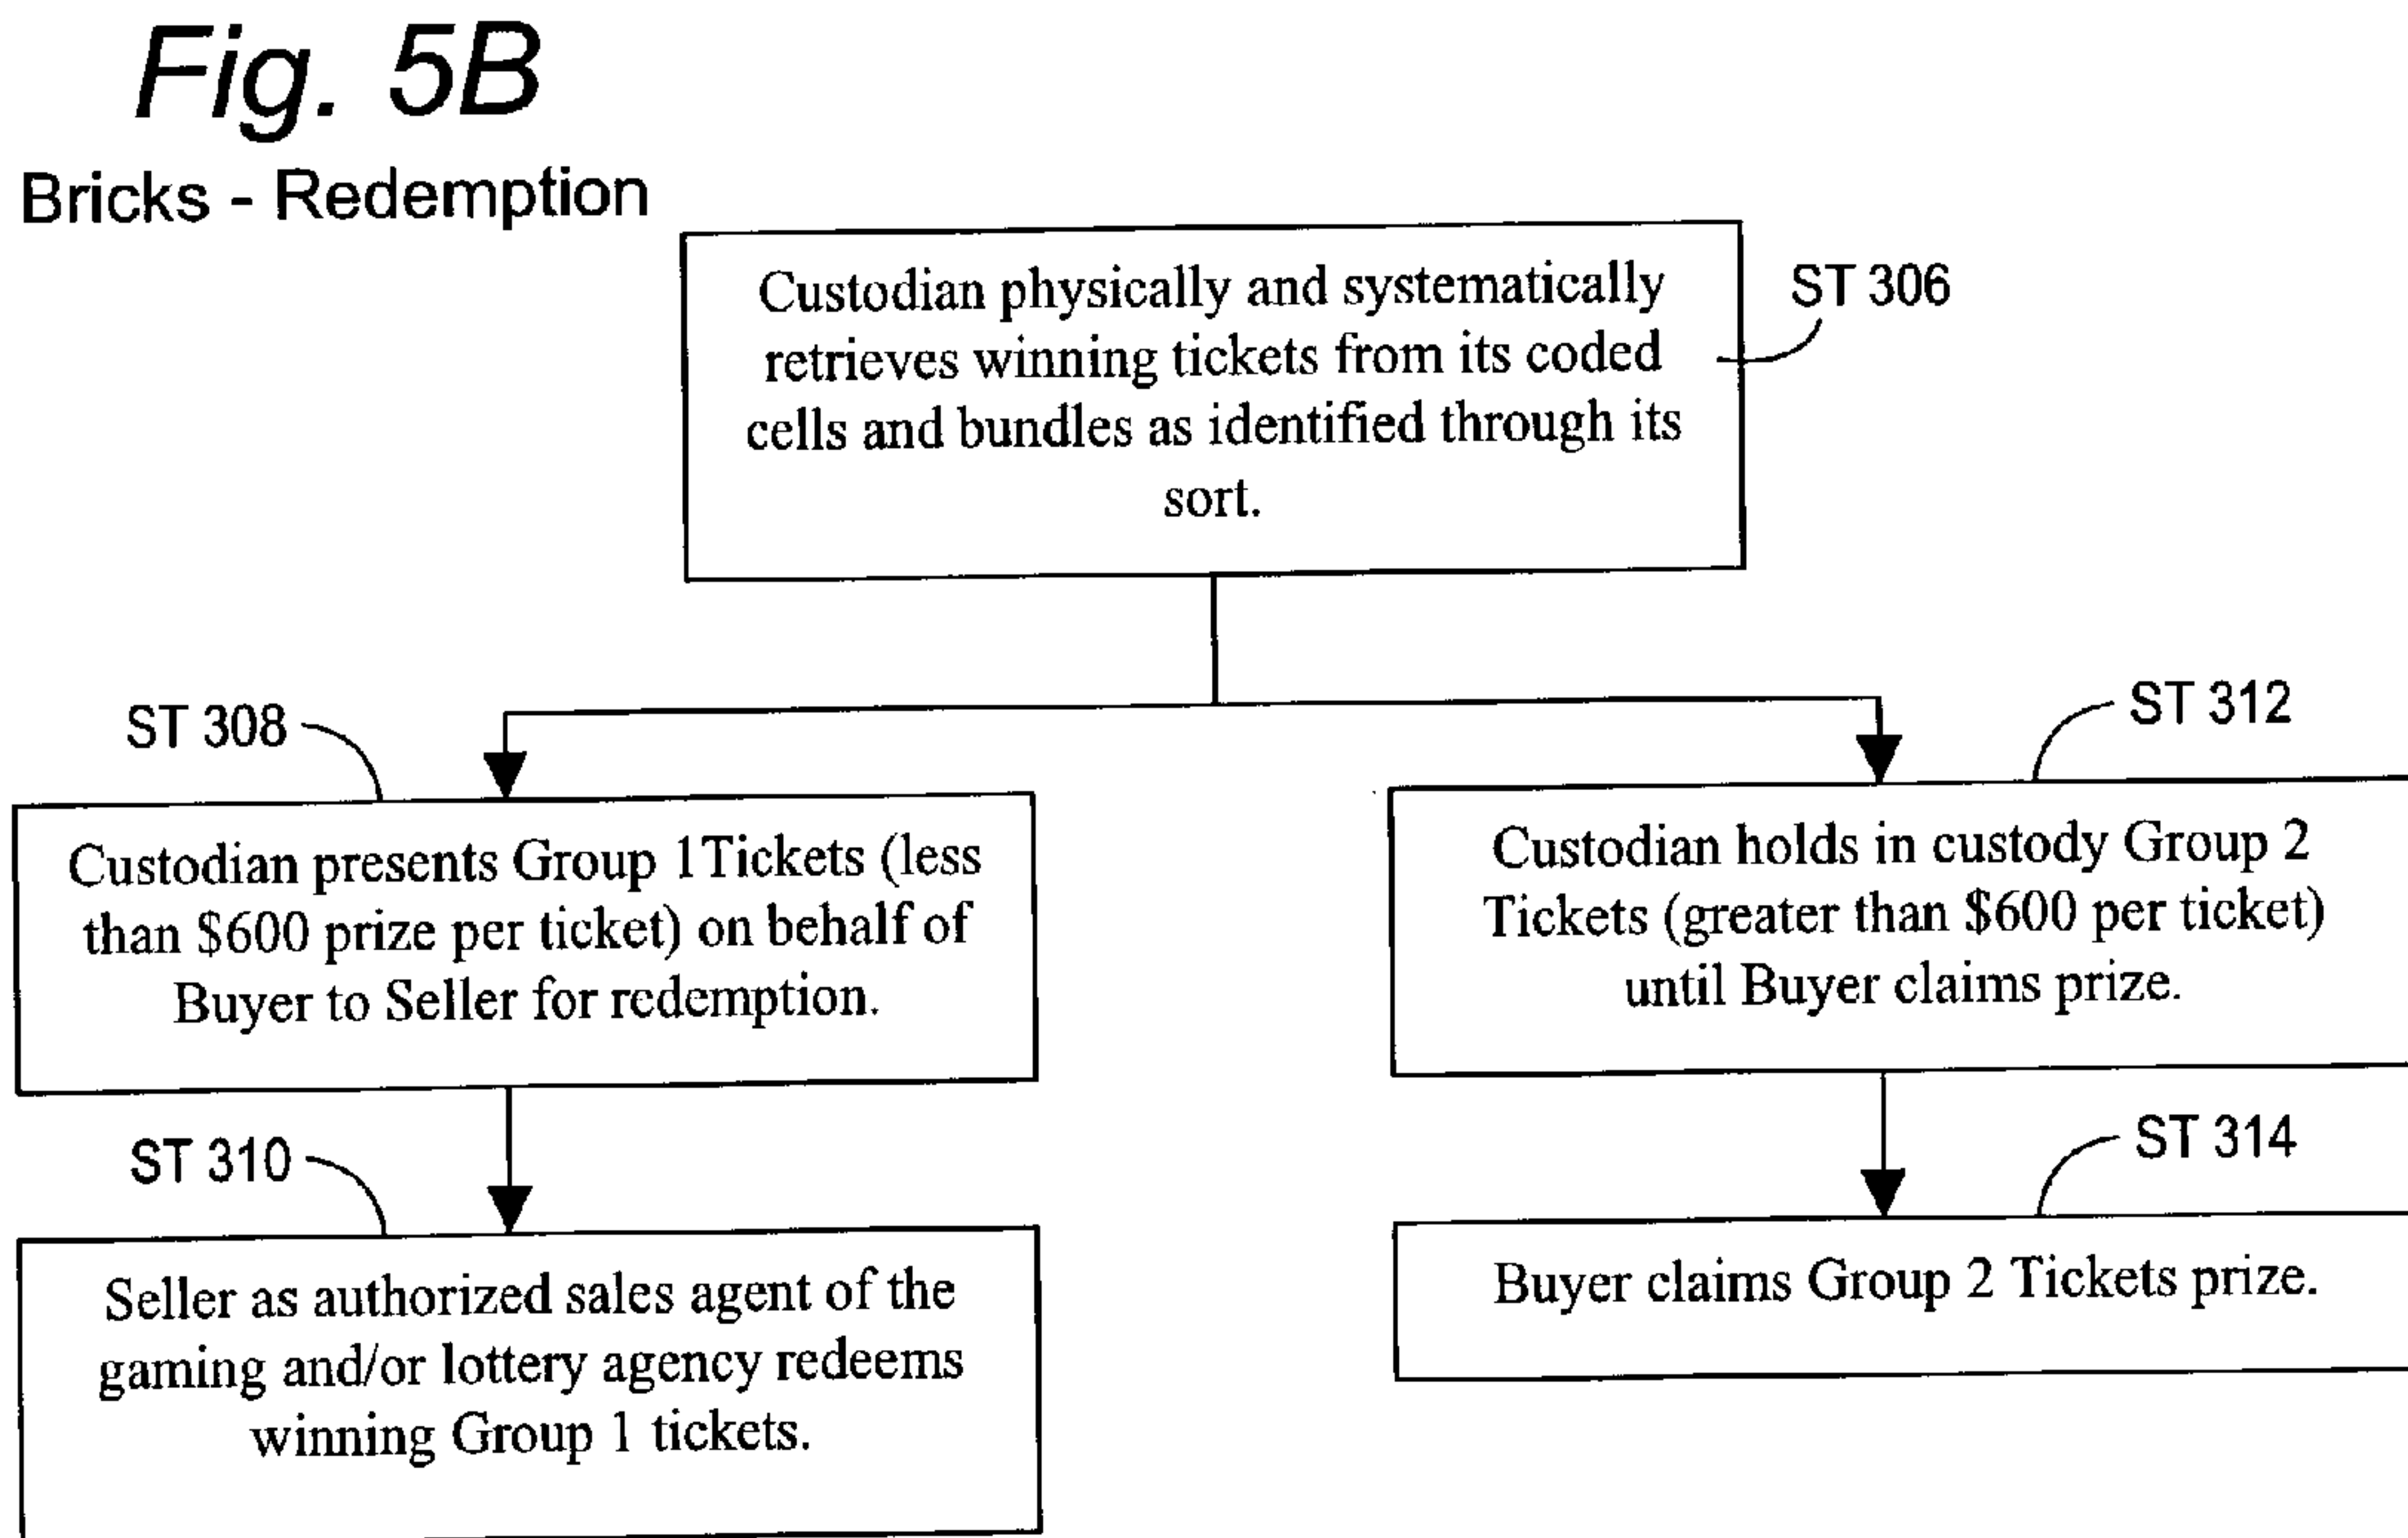 Fig. 5B
Bricks - Redemption
Custodian physically and systematically
retrieves winning tickets from its coded
cells and bundles as identified through its
sort.
ST 306
ST 308
Custodian presents Group 1Tickets (less
than $600 prize per ticket) on behalf of
Buyer to Seller for redemption.
ST 312
Custodian holds in custody Group 2
Tickets (greater than $600 per ticket)
until Buyer claims prize.
ST 310
Seller as authorized sales agent of the
gaming and/or lottery agency redeems
winning Group 1 tickets.
ST 314
Buyer claims Group 2 Tickets prize.